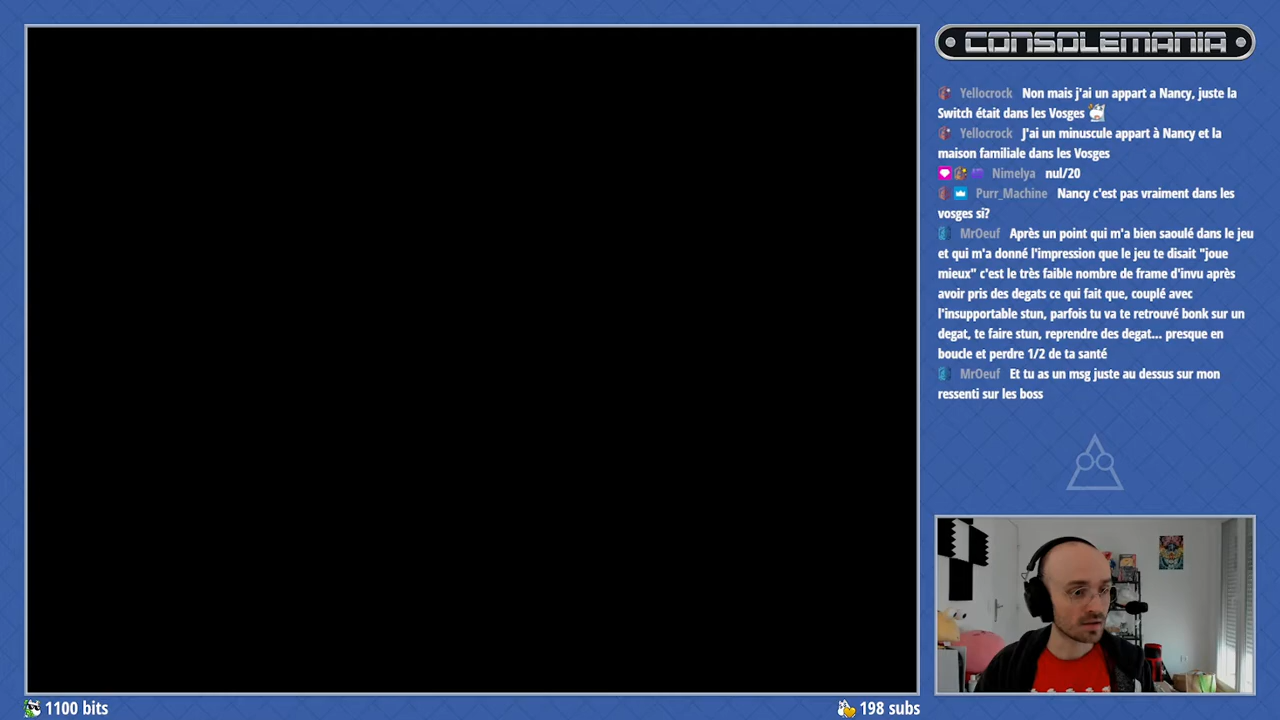 CONSOLEMANIA
Yellocrock Non mais j'ai un appart a Nancy, juste la
Switch était dans les Vosges
Yellocrock J'ai un minuscule appart à Nancy et la
maison familiale dans les Vosges
Nimelya nul/20
Purr_Machine Nancy c'est pas vraiment dans les
vosges si?
MrOeuf Après un point qui m'a bien saoulé dans le jeu
et qui m'a donné l'impression que le jeu te disait "joue
mieux" c'est le très faible nombre de frame d'invu après
avoir pris des degats ce qui fait que, couplé avec
l'insupportable stun, parfois tu va te retrouvé bonk sur un
degat, te faire stun, reprendre des degat... presque en
boucle et perdre 1/2 de ta santé
MrOeuf Et tu as un msg juste au dessus sur mon
ressenti sur les boss
1100 bits
198 subs